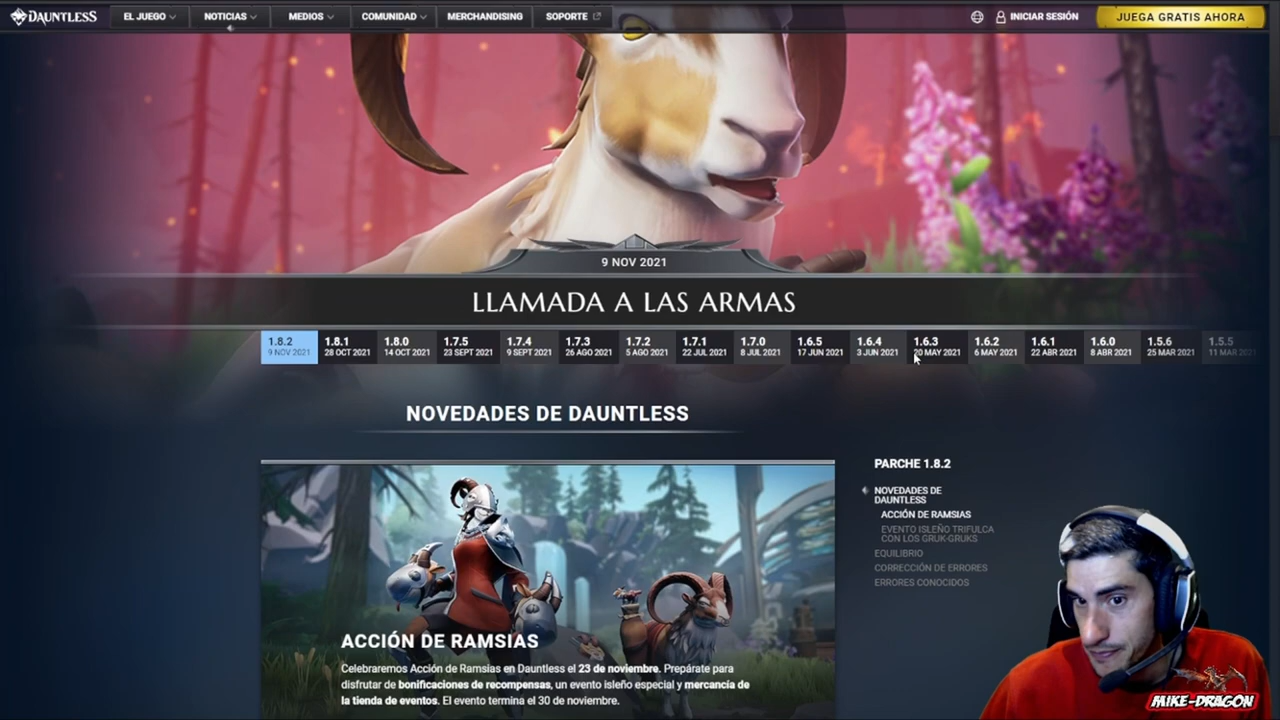 DAUNTLESS
EL JUEGO
NOTICIAS
MEDIOS
COMUNIDAD
MERCHANDISING
SOPORTE
INICIAR SESIÓN
JUEGA GRATIS AHORA
9 NOV 2021
LLAMADA A LAS ARMAS
1.8.2
9 NOV 2021
1.8.1
28 OCT 2021
1.8.0
14 OCT 2021
1.7.5
23 SEPT 2021
1.7.4
9 SEPT 2021
1.7.3
26 AGO 2021
1.7.2
5 AGO 2021
1.7.1
22 JUL 2021
1.7.0
8 JUL 2021
1.6.5
17 JUN 2021
1.6.4
3 JUN 2021
1.6.3
20 MAY 2021
1.6.2
6 MAY 2021
1.6.1
22 ABR 2021
1.6.0
8 ABR 2021
1.5.6
25 MAR 2021
1.5.5
11 MAR 2021
NOVEDADES DE DAUNTLESS
ACCIÓN DE RAMSIAS
Celebraremos Acción de Ramsias en Dauntless el 23 de noviembre. Prepárate para
disfrutar de bonificaciones de recompensas, un evento isleño especial y mercancía de
la tienda de eventos. El evento termina el 30 de noviembre.
PARCHE 1.8.2
NOVEDADES DE
DAUNTLESS
ACCIÓN DE RAMSIAS
EVENTO ISLEÑO TRIFULCA
CON LOS GRUK-GRUKS
EQUILIBRIO
CORRECCIÓN DE ERRORES
ERRORES CONOCIDOS
MIKE-DRAGON